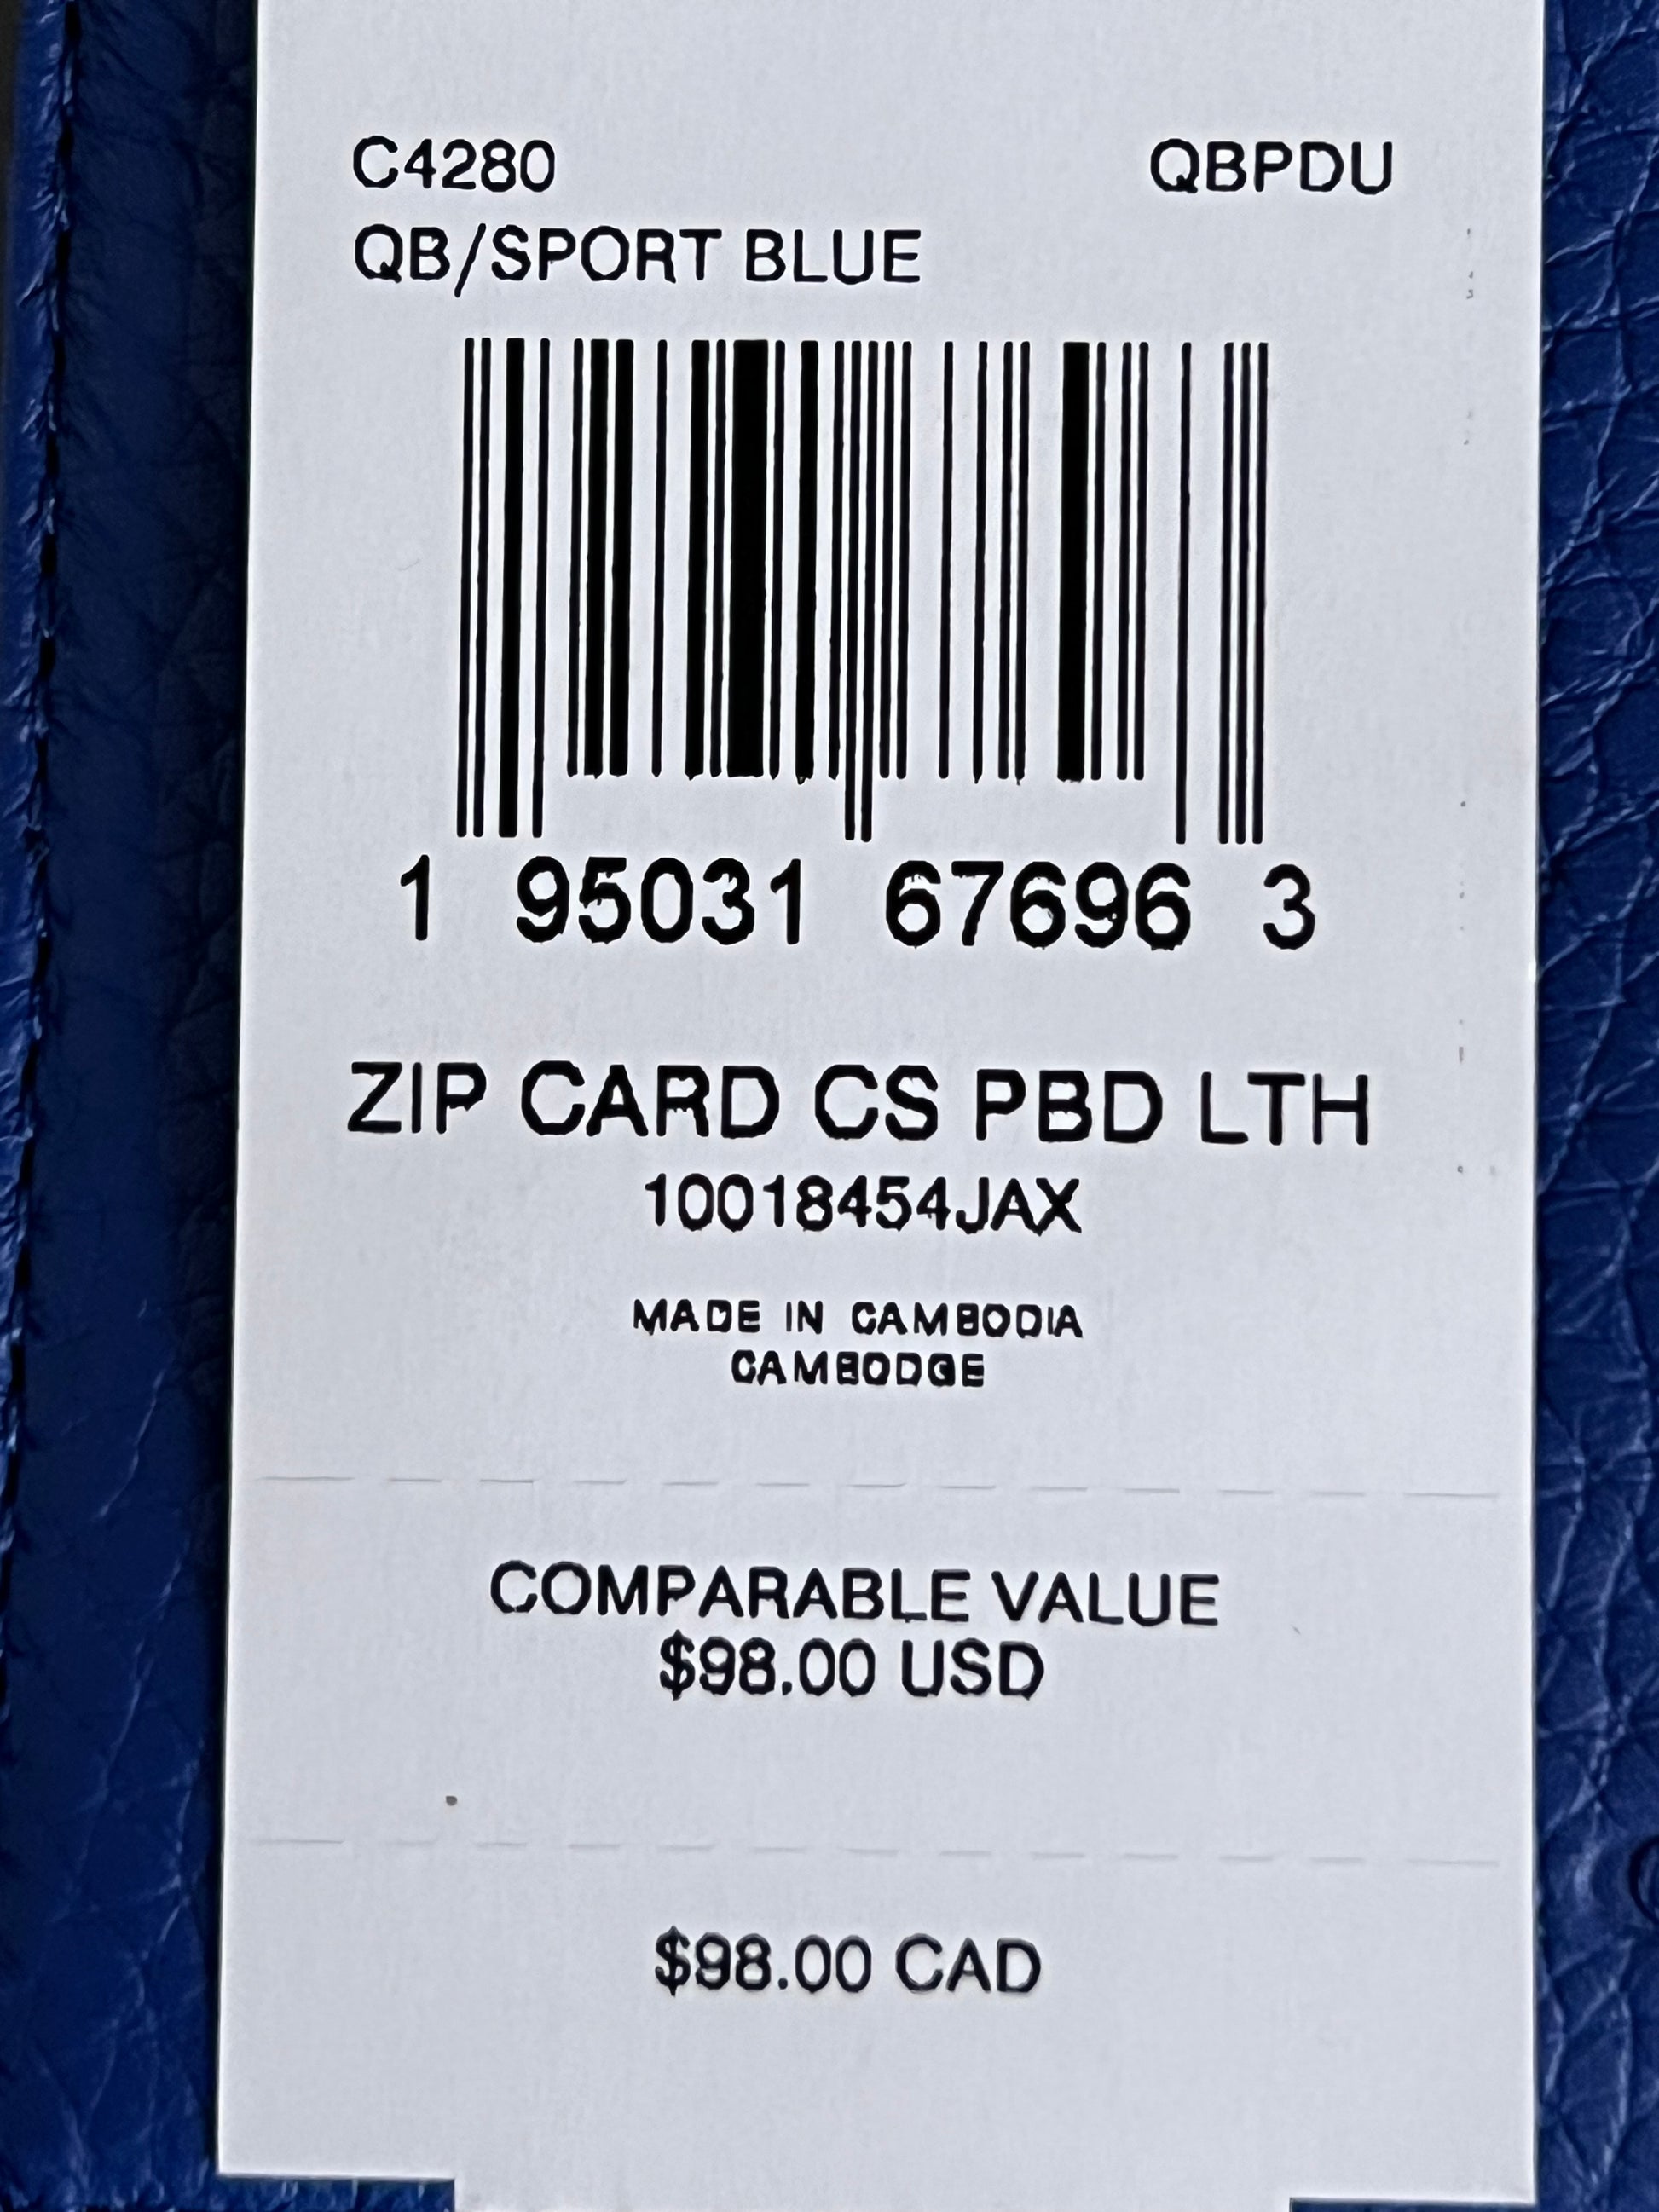 C4280 QBPDU
QB/SPORT BLUE
1 95031 67696 3
ZIP CARD CS PBD LTH
10018454JAX
MADE IN CAMBODIA
CAMBODGE
COMPARABLE VALUE
$98.00 USD
$98.00 CAD